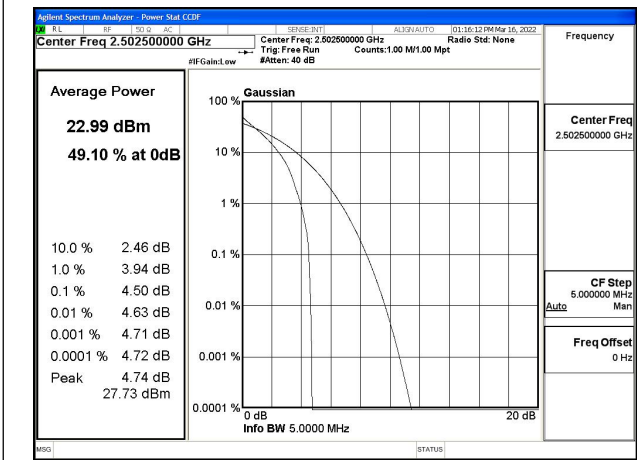 Agilent Spectrum Analyzer - Power Stat CCDF
RL RF 50 Ω AC SENSE:INT ALIGN AUTO 01:16:12 PM Mar 16, 2022
Center Freq 2.502500000 GHz
Center Freq: 2.502500000 GHz Radio Std: None
Trig: Free Run Counts:1.00 M/1.00 Mpt
#IFGain:Low #Atten: 40 dB
Frequency
Average Power
22.99 dBm
49.10 % at 0dB
10.0 % 2.46 dB
1.0 % 3.94 dB
0.1 % 4.50 dB
0.01 % 4.63 dB
0.001 % 4.71 dB
0.0001 % 4.72 dB
Peak 4.74 dB
27.73 dBm
Gaussian
100 %
10 %
1 %
0.1 %
0.01 %
0.001 %
0.0001 %
0 dB 20 dB
Info BW 5.0000 MHz
Center Freq
2.502500000 GHz
CF Step
5.000000 MHz
Auto Man
Freq Offset
0 Hz
MSG STATUS